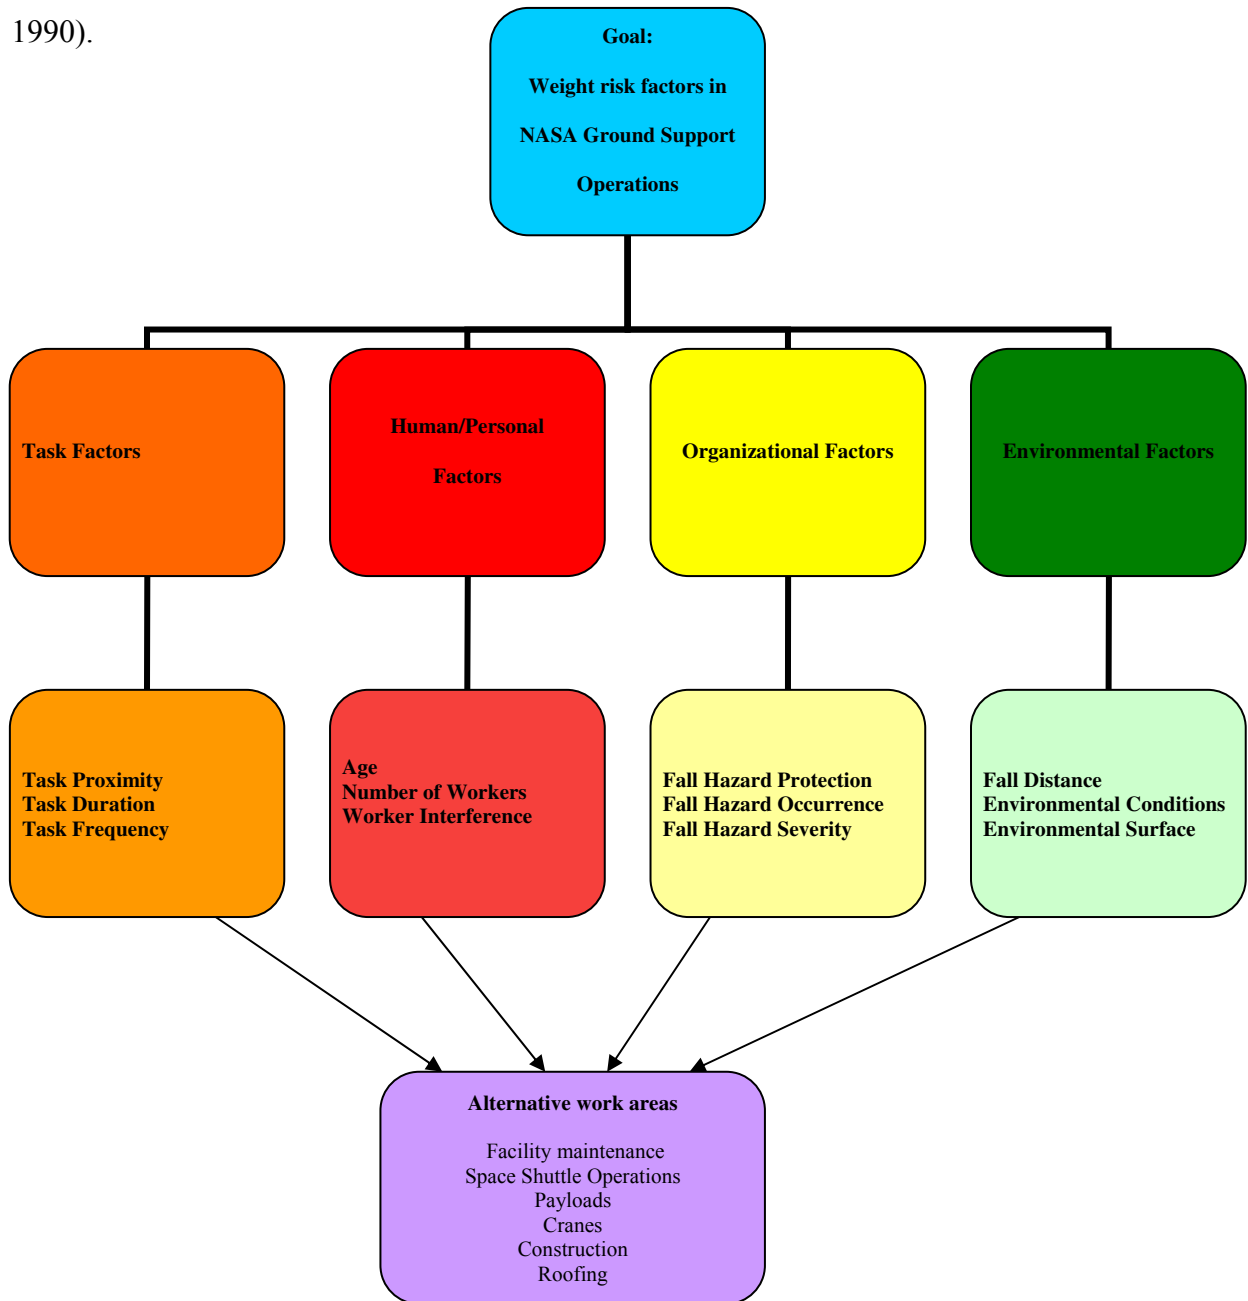 1990).
Goal:
Weight risk factors in
NASA Ground Support
Operations
Task Factors
Human/Personal
Factors
Organizational Factors
Environmental Factors
Task Proximity
Task Duration
Task Frequency
Age
Number of Workers
Worker Interference
Fall Hazard Protection
Fall Hazard Occurrence
Fall Hazard Severity
Fall Distance
Environmental Conditions
Environmental Surface
Alternative work areas
Facility maintenance
Space Shuttle Operations
Payloads
Cranes
Construction
Roofing